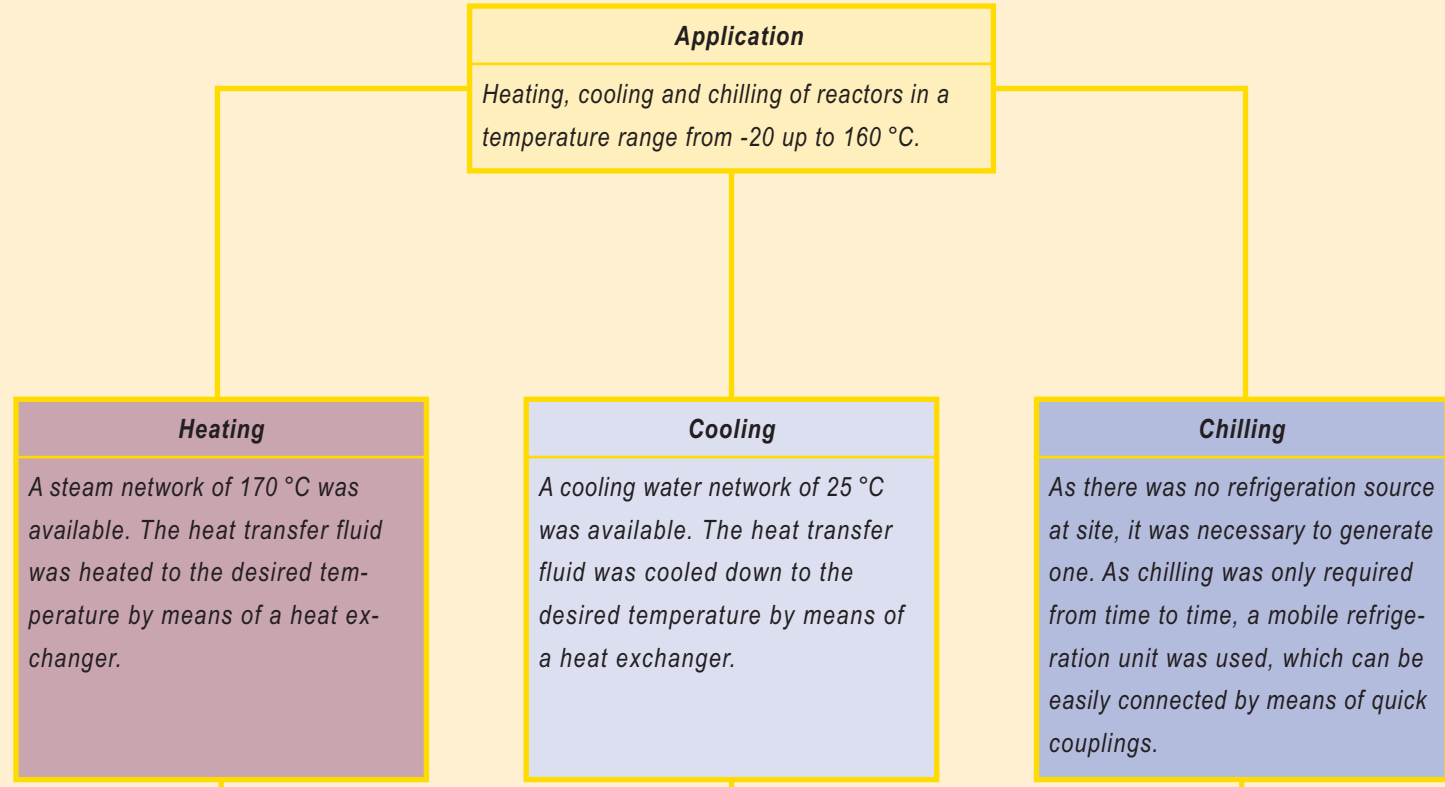 Application
Heating, cooling and chilling of reactors in a
temperature range from -20 up to 160 °C.
Heating
A steam network of 170 °C was
available. The heat transfer fluid
was heated to the desired tem-
perature by means of a heat ex-
changer.
Cooling
A cooling water network of 25 °C
was available. The heat transfer
fluid was cooled down to the
desired temperature by means of
a heat exchanger.
Chilling
As there was no refrigeration source
at site, it was necessary to generate
one. As chilling was only required
from time to time, a mobile refrige-
ration unit was used, which can be
easily connected by means of quick
couplings.